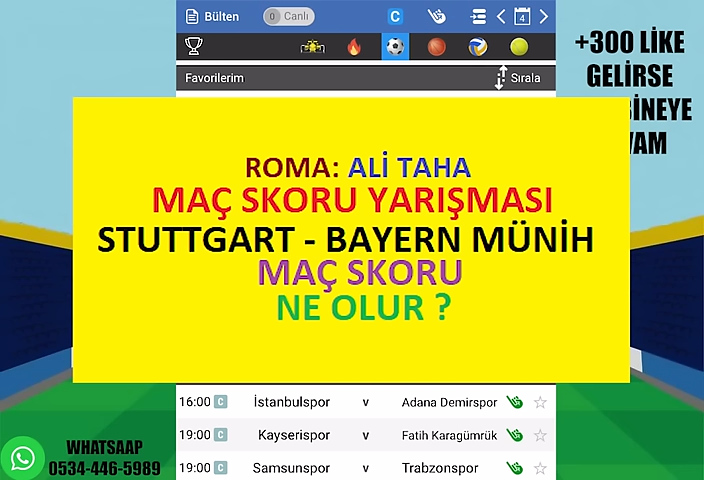 Bülten
0 Canlı
C
4
+300 LİKE
GELİRSE
Favorilerim
Sırala
ROMA: ALİ TAHA
MAÇ SKORU YARIŞMASI
STUTTGART - BAYERN MÜNİH
MAÇ SKORU
NE OLUR ?
16:00 C İstanbulspor v Adana Demirspor
19:00 C Kayserispor v Fatih Karagümrük
19:00 C Samsunspor v Trabzonspor
WHATSAAP
0534-446-5989